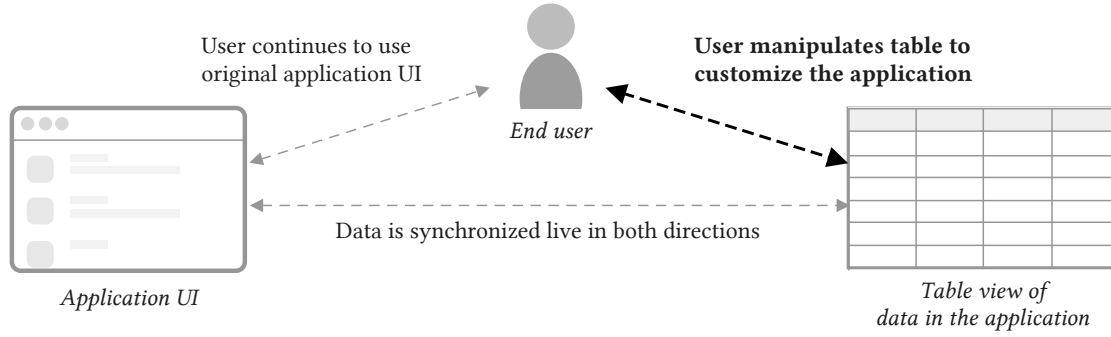 User continues to use
original application UI
User manipulates table to
customize the application
End user
Data is synchronized live in both directions
Application UI
Table view of
data in the application